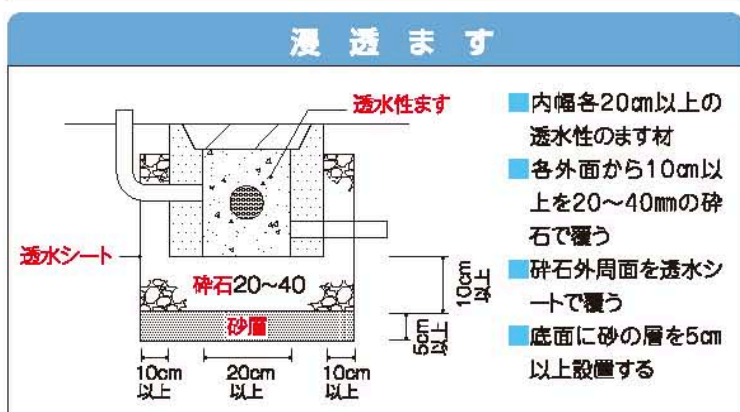 浸透ます
透水性ます
透水シート
砕石20～40
砂層
10cm
以上
5cm
以上
10cm
以上
20cm
以上
10cm
以上
■内幅各20cm以上の
透水性のます材
■各外面から10cm以
上を20～40mmの砕
石で覆う
■砕石外周面を透水シ
ートで覆う
■底面に砂の層を5cm
以上設置する